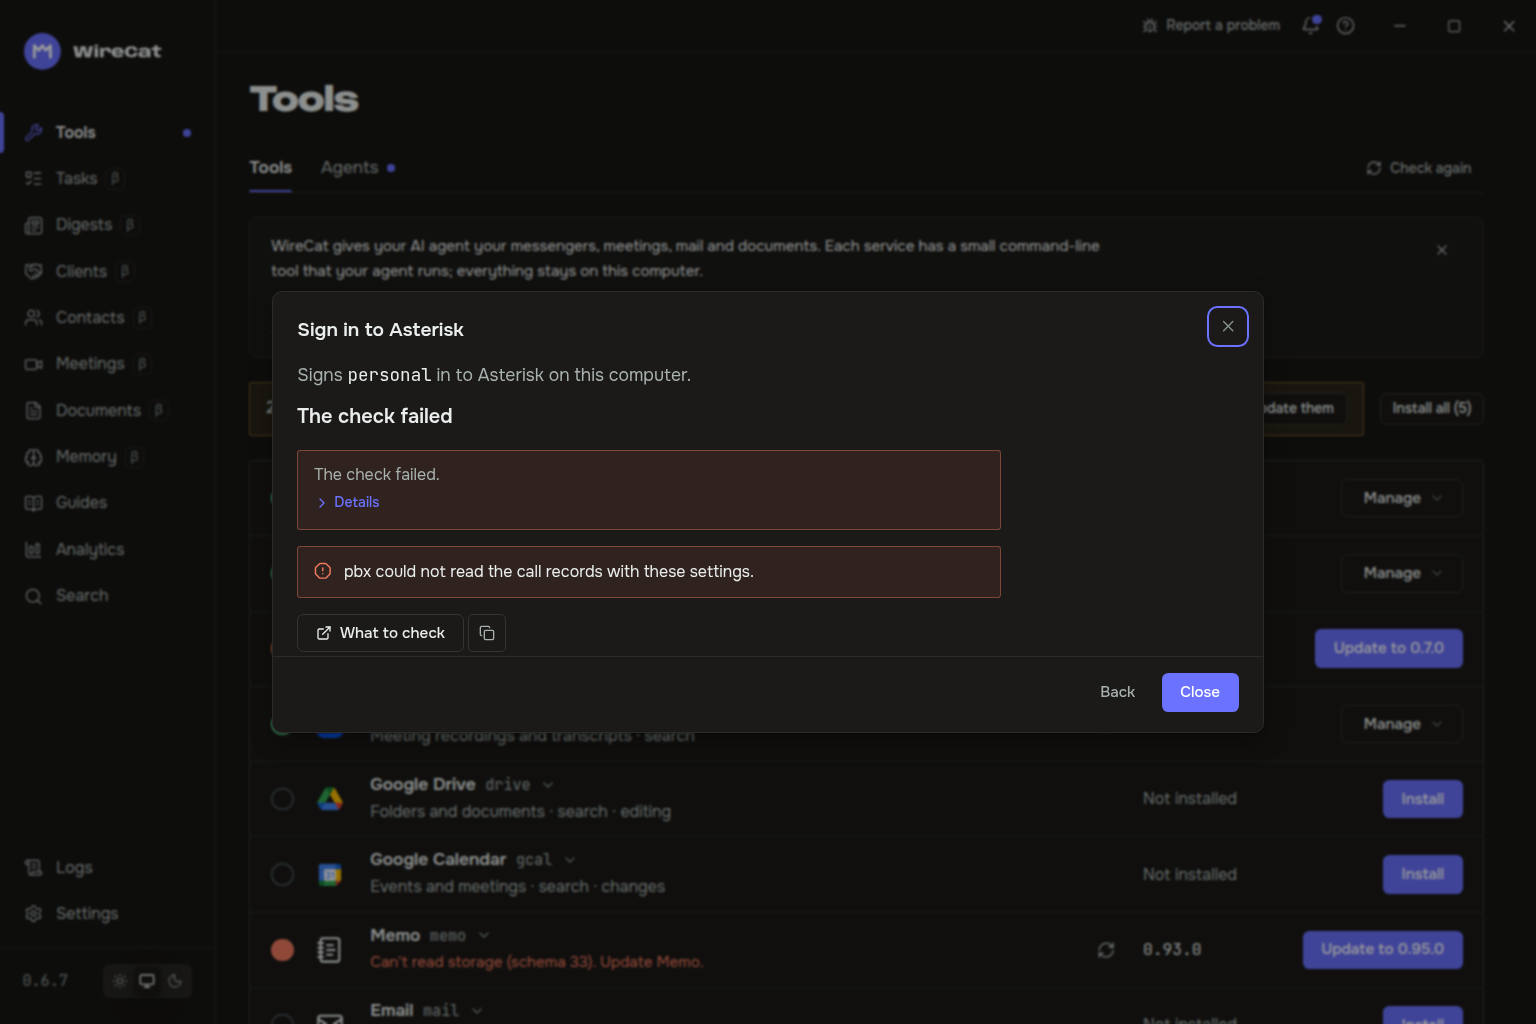 WireCat
Report a problem
Tools
Tasks β
Digests β
Clients β
Contacts β
Meetings β
Documents β
Memory β
Guides
Analytics
Search
Logs
Settings
0.6.7
Tools
Tools
Agents
Check again
WireCat gives your AI agent your messengers, meetings, mail and documents. Each service has a small command-line
tool that your agent runs; everything stays on this computer.
Install all (5)
Sign in to Asterisk
Signs personal in to Asterisk on this computer.
The check failed
The check failed.
Details
pbx could not read the call records with these settings.
What to check
Back
Close
Manage
Manage
Update to 0.7.0
Meeting recordings and transcripts · search
Manage
Google Drive drive
Folders and documents · search · editing
Not installed
Install
Google Calendar gcal
Events and meetings · search · changes
Not installed
Install
Memo memo
Can't read storage (schema 33). Update Memo.
0.93.0
Update to 0.95.0
Email mail
Not installed
Install